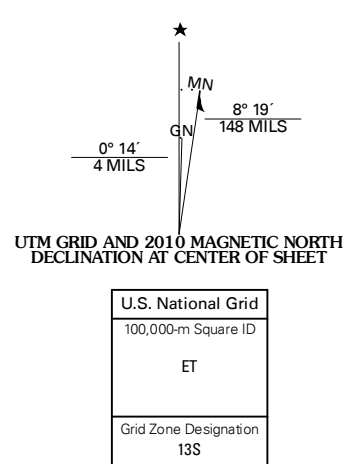 ★
MN
8° 19´
148 MILS
GN
0° 14´
4 MILS
UTM GRID AND 2010 MAGNETIC NORTH
DECLINATION AT CENTER OF SHEET
U.S. National Grid
100,000-m Square ID
ET
Grid Zone Designation
13S